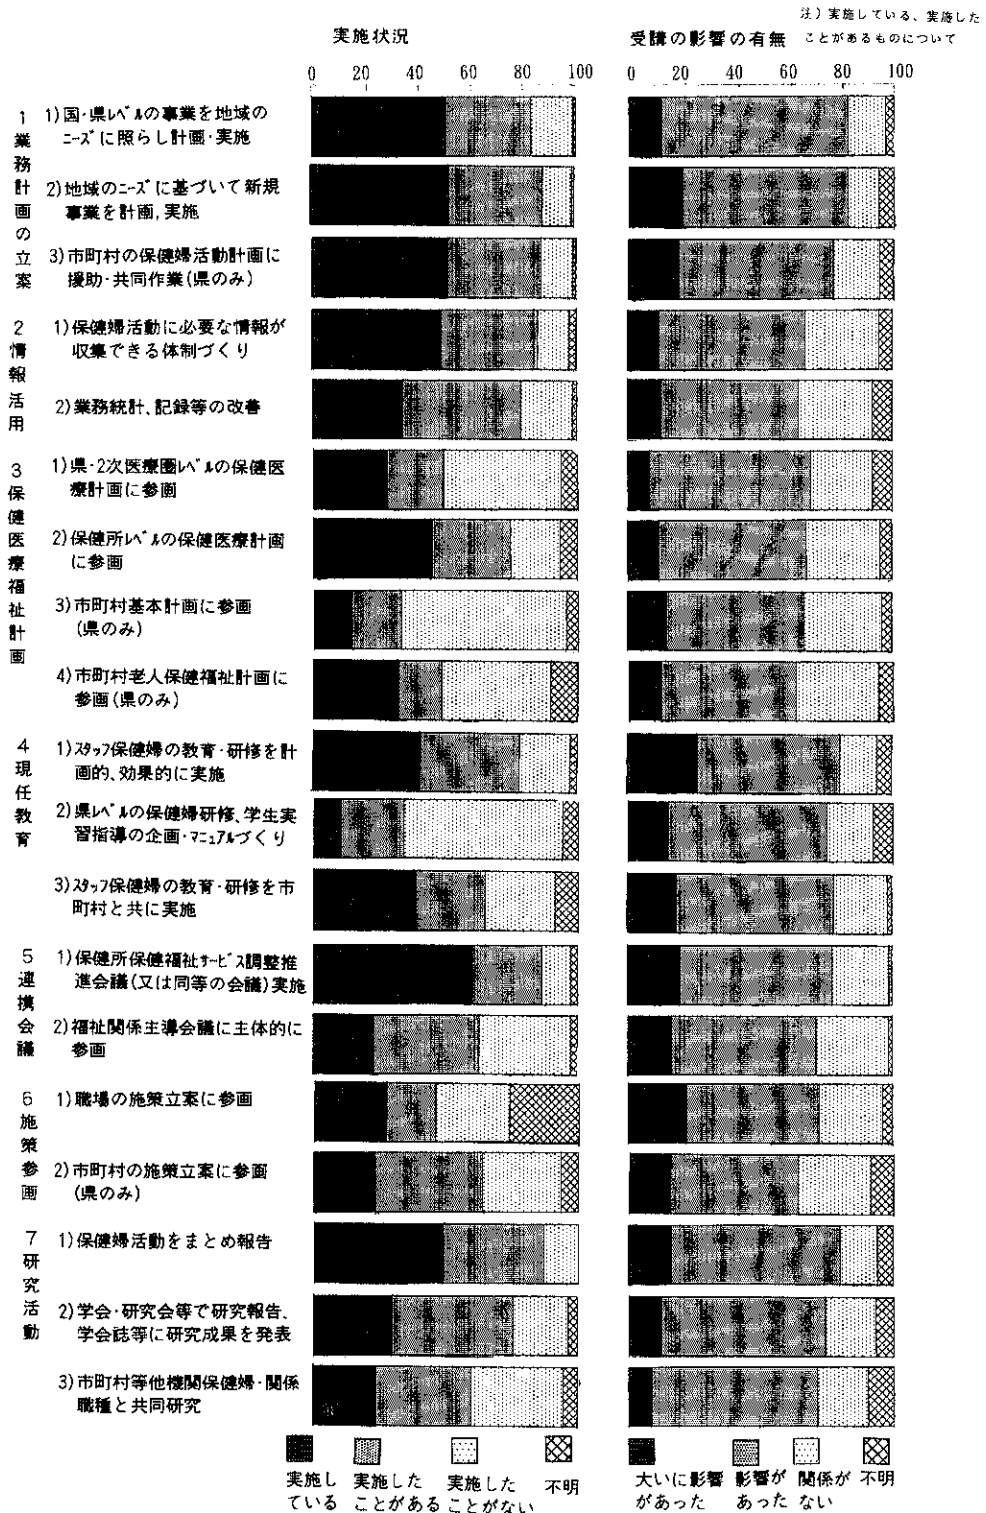 注) 実施している、実施した
ことがあるものについて
実施状況
受講の影響の有無
0 20 40 60 80 100
0 20 40 60 80 100
1 業務計画の立案
1) 国・県レベルの事業を地域の
ニーズに照らし計画・実施
2) 地域のニーズに基づいて新規
事業を計画, 実施
3) 市町村の保健婦活動計画に
援助・共同作業(県のみ)
2 情報活用
1) 保健婦活動に必要な情報が
収集できる体制づくり
2) 業務統計、記録等の改善
3 保健医療福祉計画
1) 県・2次医療圏レベルの保健医
療計画に参画
2) 保健所レベルの保健医療計画
に参画
3) 市町村基本計画に参画
(県のみ)
4) 市町村老人保健福祉計画に
参画(県のみ)
4 現任教育
1) スタッフ保健婦の教育・研修を計
画的、効果的に実施
2) 県レベルの保健婦研修、学生実
習指導の企画・マニュアルづくり
3) スタッフ保健婦の教育・研修を市
町村と共に実施
5 連携会議
1) 保健所保健福祉サービス調整推
進会議(又は同等の会議)実施
2) 福祉関係主導会議に主体的に
参画
6 施策参画
1) 職場の施策立案に参画
2) 市町村の施策立案に参画
(県のみ)
7 研究活動
1) 保健婦活動をまとめ報告
2) 学会・研究会等で研究報告、
学会誌等に研究成果を発表
3) 市町村等他機関保健婦・関係
職種と共同研究
実施し
ている
実施した
ことがある
実施した
ことがない
不明
大いに影響
があった
影響が
あった
関係が
ない
不明